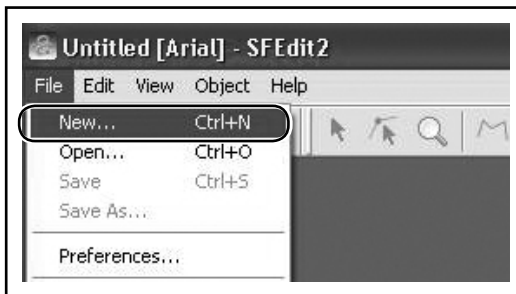 Untitled [Arial] - SFEdit2
File Edit View Object Help
New... Ctrl+N
Open... Ctrl+O
Save Ctrl+S
Save As...
Preferences...